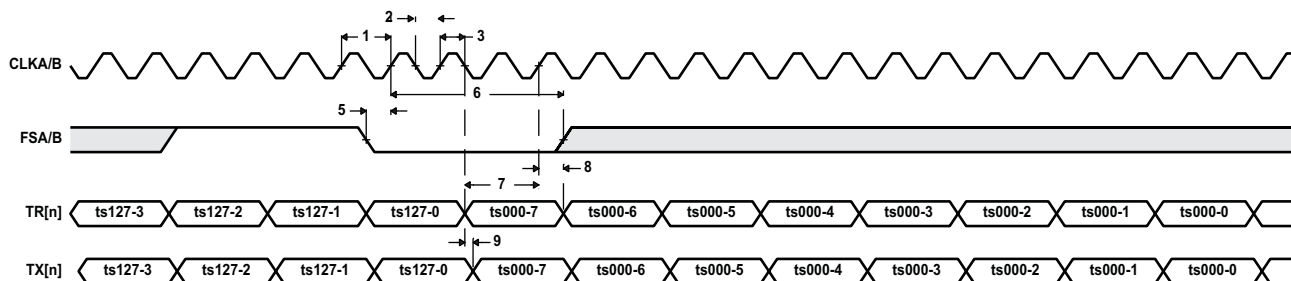 2
1
3
CLKA/B
6
5
FSA/B
8
7
TR[n] ts127-3 ts127-2 ts127-1 ts127-0 ts000-7 ts000-6 ts000-5 ts000-4 ts000-3 ts000-2 ts000-1 ts000-0
9
TX[n] ts127-3 ts127-2 ts127-1 ts127-0 ts000-7 ts000-6 ts000-5 ts000-4 ts000-3 ts000-2 ts000-1 ts000-0